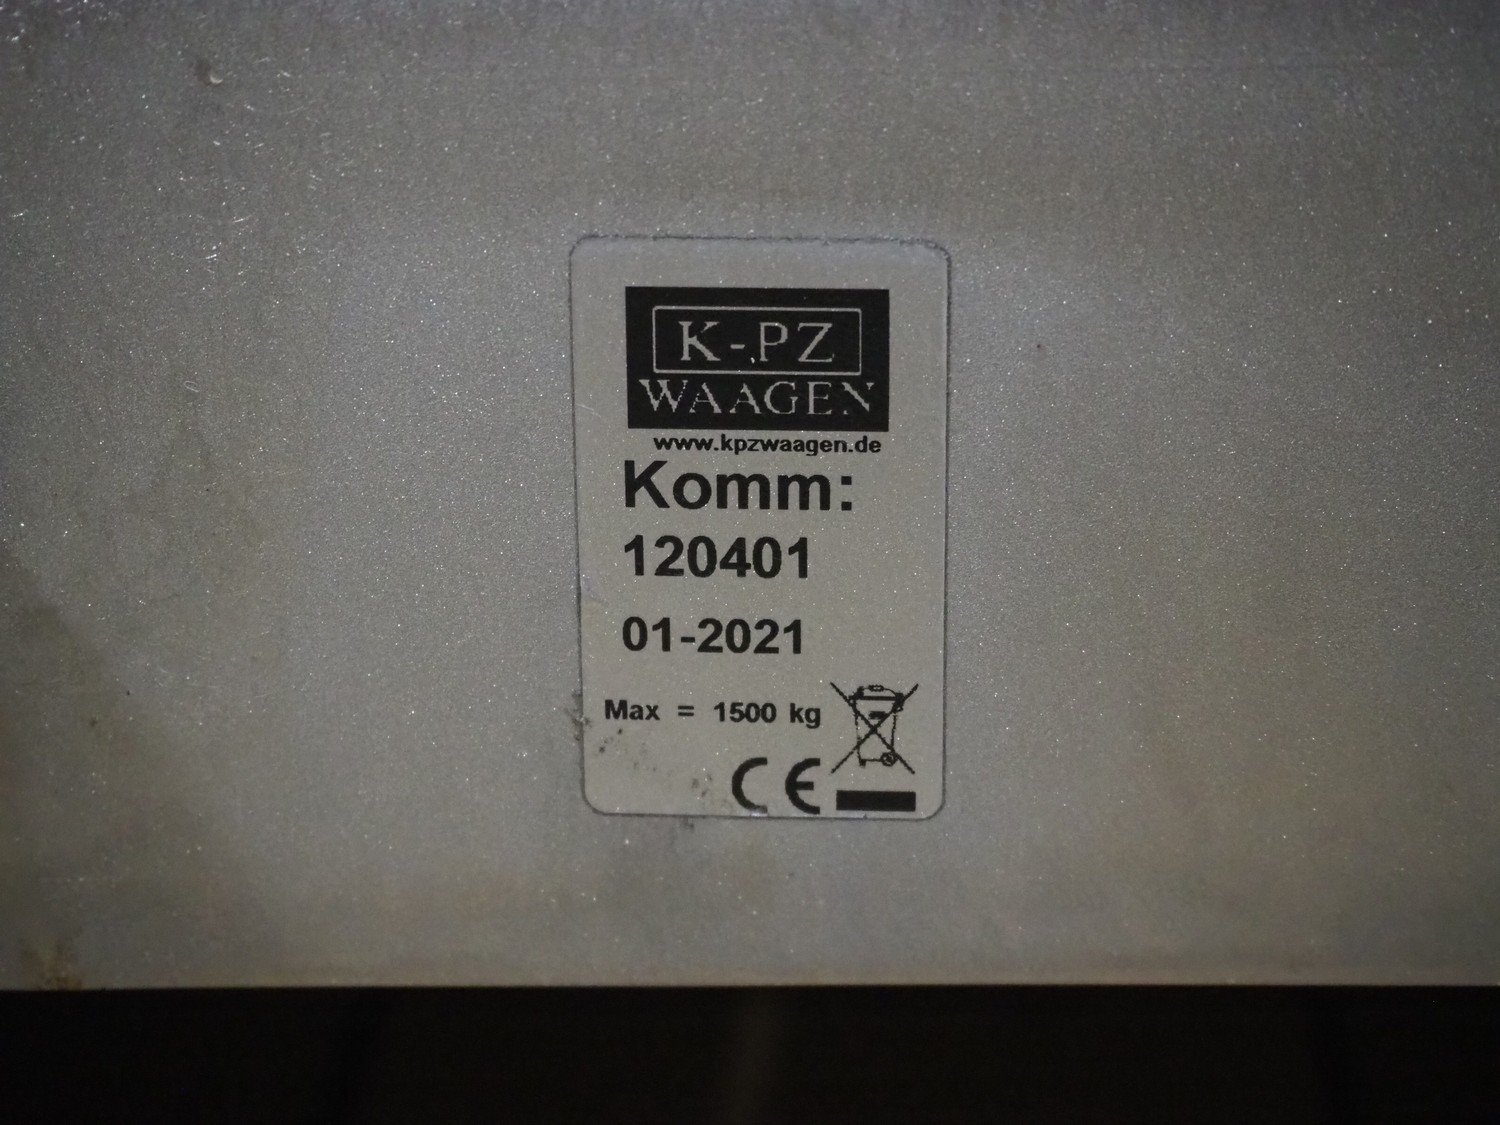 K-PZ
WAAGEN
www.kpzwaagen.de
Komm:
120401
01-2021
Max = 1500 kg
CE